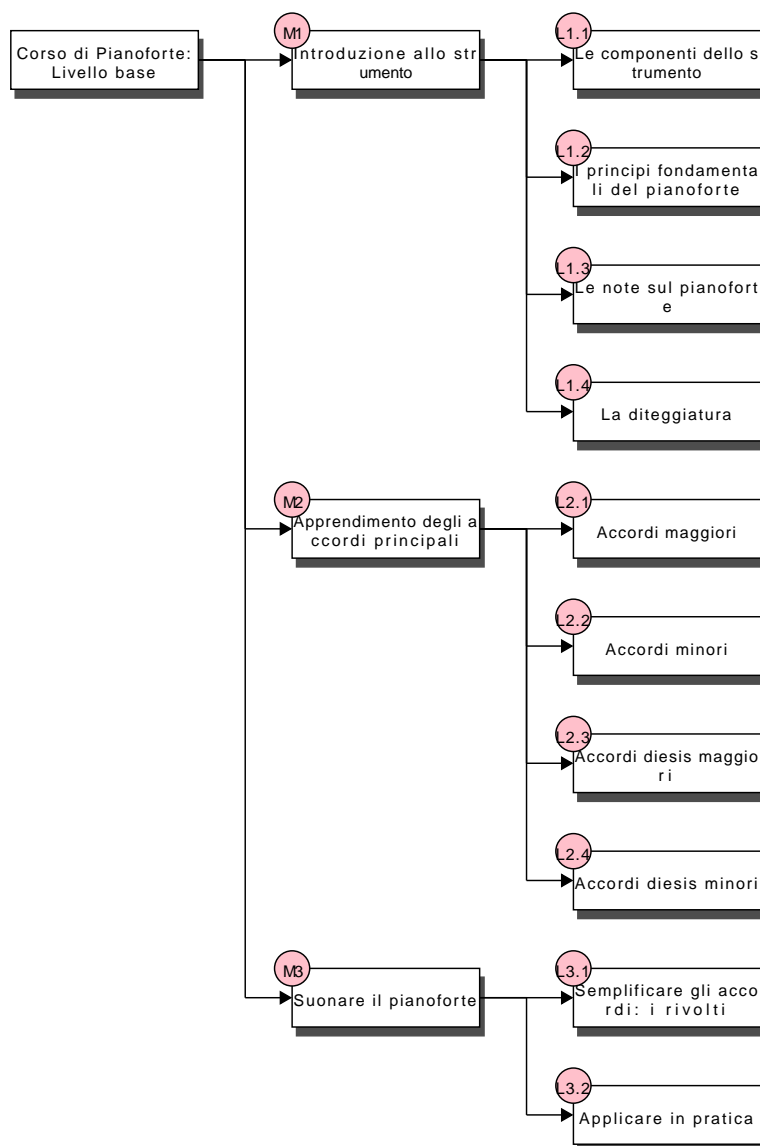 Corso di Pianoforte:
Livello base
M1
Introduzione allo str
umento
L1.1
Le componenti dello s
trumento
L1.2
I principi fondamenta
li del pianoforte
L1.3
Le note sul pianofort
e
L1.4
La diteggiatura
M2
Apprendimento degli a
ccordi principali
L2.1
Accordi maggiori
L2.2
Accordi minori
L2.3
Accordi diesis maggio
ri
L2.4
Accordi diesis minori
M3
Suonare il pianoforte
L3.1
Semplificare gli acco
rdi: i rivolti
L3.2
Applicare in pratica